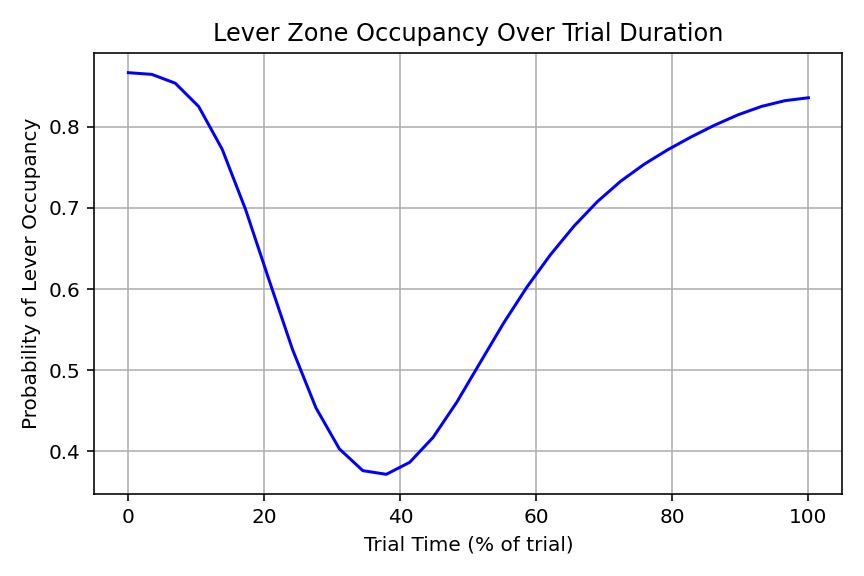 Lever Zone Occupancy Over Trial Duration
Probability of Lever Occupancy
0.8
0.7
0.6
0.5
0.4
0 20 40 60 80 100
Trial Time (% of trial)